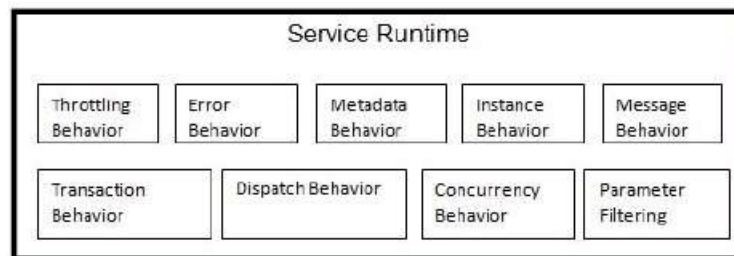 Service Runtime
Throttling
Behavior
Error
Behavior
Metadata
Behavior
Instance
Behavior
Message
Behavior
Transaction
Behavior
Dispatch Behavior
Concurrency
Behavior
Parameter
Filtering